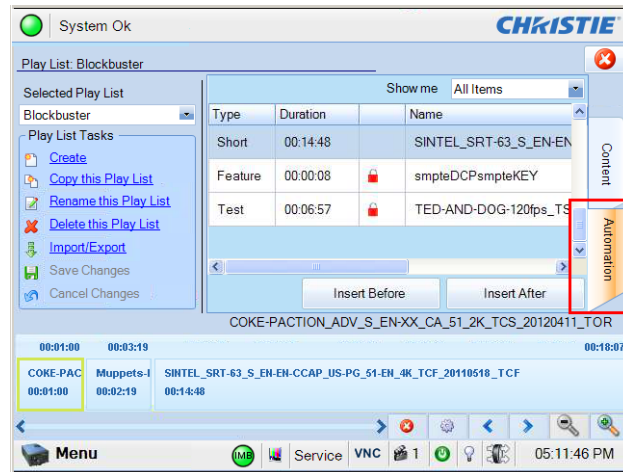 System Ok
CHRISTIE
Play List: Blockbuster
Selected Play List
Blockbuster
Play List Tasks
Create
Copy this Play List
Rename this Play List
Delete this Play List
Import/Export
Save Changes
Cancel Changes
Show me All Items
Type Duration Name
Short 00:14:48 SINTEL_SRT-63_S_EN-EN
Feature 00:00:08 smpteDCPsmpteKEY
Test 00:06:57 TED-AND-DOG-120fps_TS
Content
Automation
Insert Before Insert After
COKE-PACTION_ADV_S_EN-XX_CA_51_2K_TCS_20120411_TOR
00:01:00 00:03:19 00:18:07
COKE-PAC Muppets-I SINTEL_SRT-63_S_EN-EN-CCAP_US-PG_51-EN_4K_TCF_20110518_TCF
00:01:00 00:02:19 00:14:48
Menu IMB Service VNC 1 05:11:46 PM